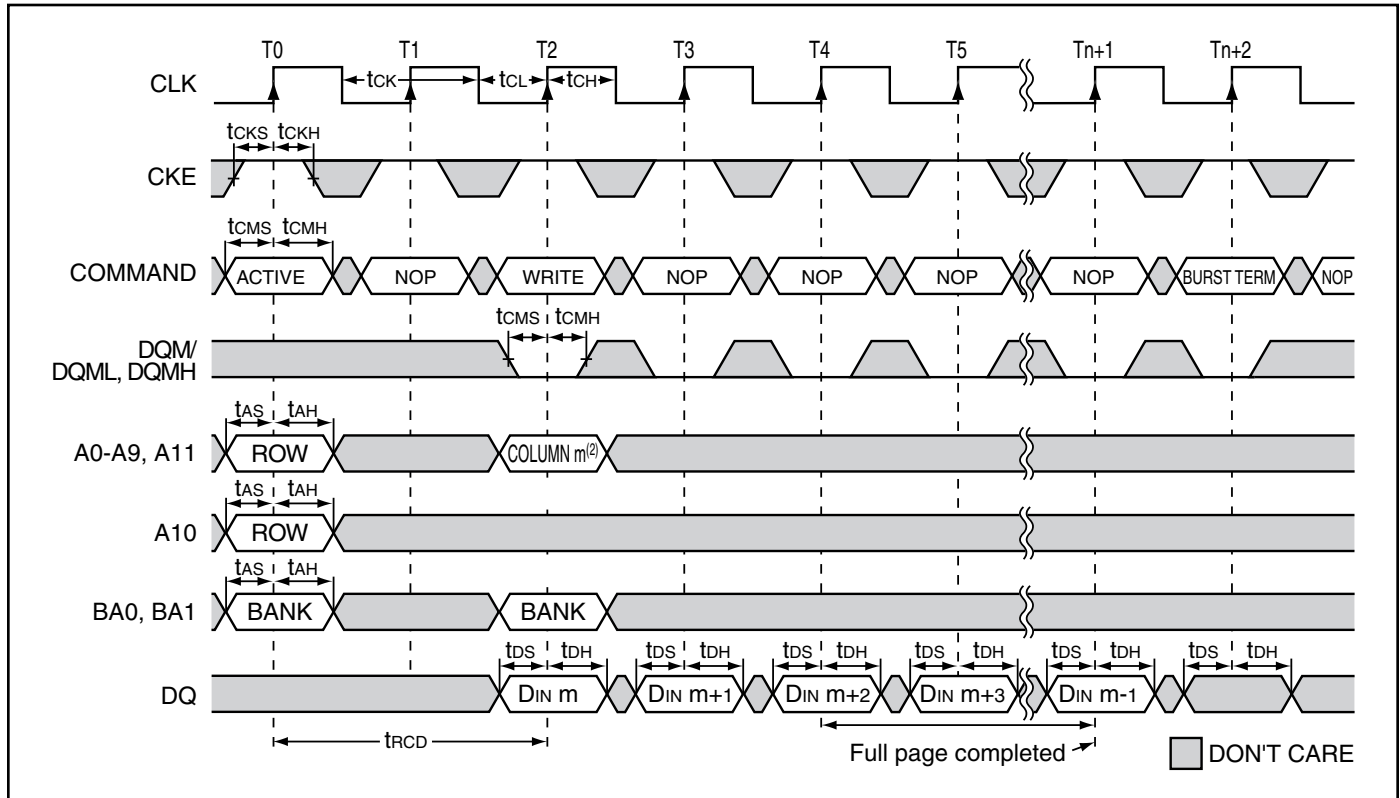 T0 T1 T2 T3 T4 T5 Tn+1 Tn+2
CLK tCK tCL tCH
tCKS tCKH
CKE
tCMS tCMH
COMMAND ACTIVE NOP WRITE NOP NOP NOP NOP BURST TERM NOP
tCMS tCMH
DQM/
DQML, DQMH
tAS tAH
A0-A9, A11 ROW COLUMN m(2)
tAS tAH
A10 ROW
tAS tAH
BA0, BA1 BANK BANK
tDS tDH tDS tDH tDS tDH tDS tDH tDS tDH tDS tDH
DQ DIN m DIN m+1 DIN m+2 DIN m+3 DIN m-1
tRCD
Full page completed
DON'T CARE